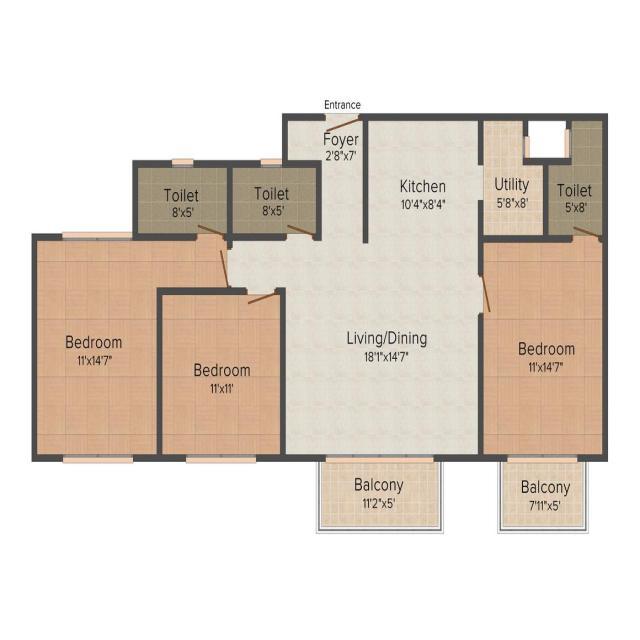 Entrance
Foyer
2'8"x7'
Toilet
8'x5'
Toilet
8'x5'
Kitchen
10'4"x8'4"
Utility
5'8"x8'
Toilet
5'x8'
Bedroom
11'x14'7"
Bedroom
11'x11'
Living/Dining
18'1"x14'7"
Bedroom
11'x14'7"
Balcony
11'2"x5'
Balcony
7'11"x5'